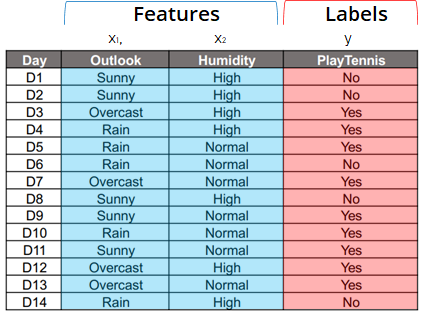 Features Labels
x₁, x₂ y
Day Outlook Humidity PlayTennis
D1 Sunny High No
D2 Sunny High No
D3 Overcast High Yes
D4 Rain High Yes
D5 Rain Normal Yes
D6 Rain Normal No
D7 Overcast Normal Yes
D8 Sunny High No
D9 Sunny Normal Yes
D10 Rain Normal Yes
D11 Sunny Normal Yes
D12 Overcast High Yes
D13 Overcast Normal Yes
D14 Rain High No